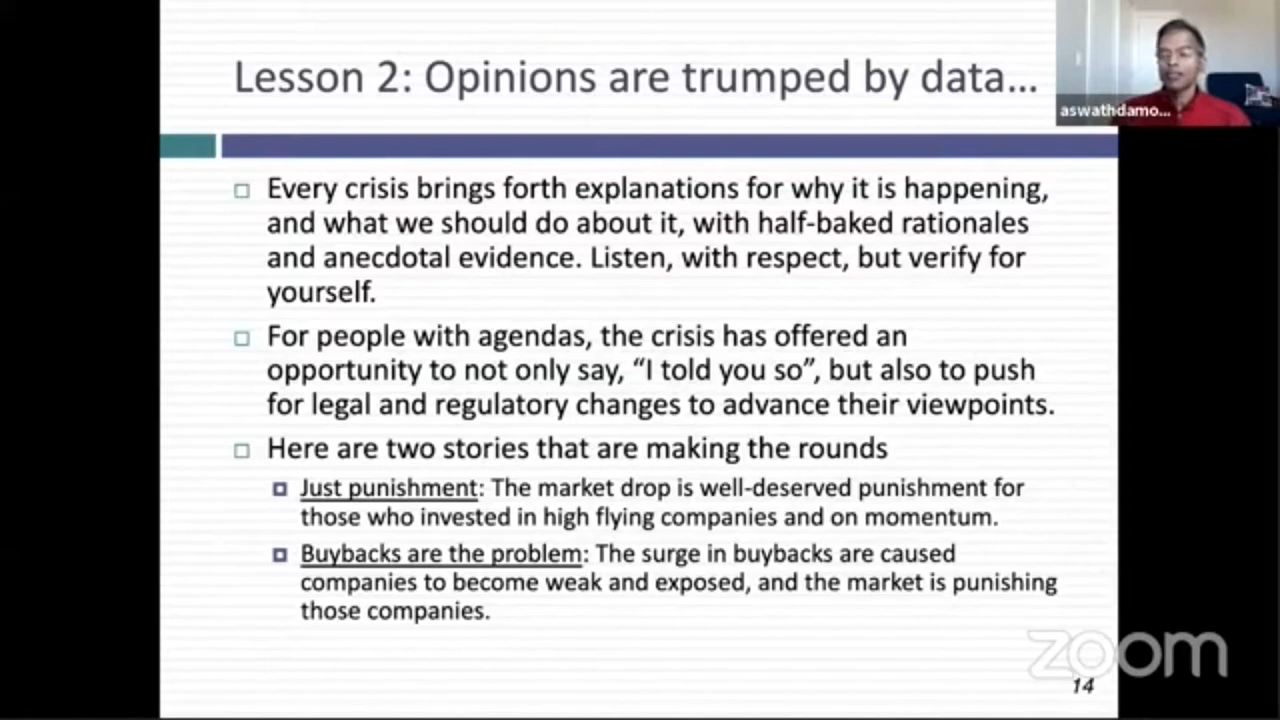 Lesson 2: Opinions are trumped by data…
aswathdamo...
Every crisis brings forth explanations for why it is happening,
and what we should do about it, with half-baked rationales
and anecdotal evidence. Listen, with respect, but verify for
yourself.
For people with agendas, the crisis has offered an
opportunity to not only say, “I told you so”, but also to push
for legal and regulatory changes to advance their viewpoints.
Here are two stories that are making the rounds
Just punishment: The market drop is well-deserved punishment for
those who invested in high flying companies and on momentum.
Buybacks are the problem: The surge in buybacks are caused
companies to become weak and exposed, and the market is punishing
those companies.
zoom
14